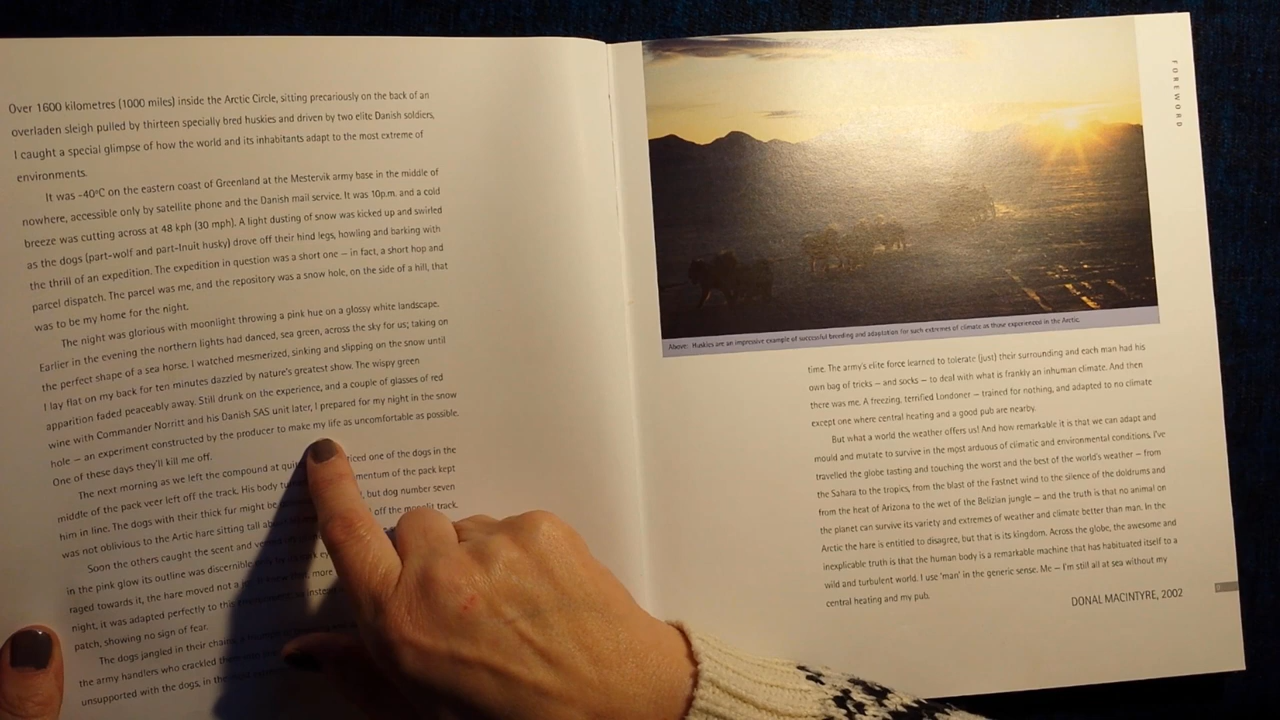 Over 1600 kilometres (1000 miles) inside the Arctic Circle, sitting precariously on the back of an
overladen sleigh pulled by thirteen specially bred huskies and driven by two elite Danish soldiers,
I caught a special glimpse of how the world and its inhabitants adapt to the most extreme of
environments.
It was -40°C on the eastern coast of Greenland at the Mestervik army base in the middle of
nowhere, accessible only by satellite phone and the Danish mail service. It was 10p.m. and a cold
breeze was cutting across at 48 kph (30 mph). A light dusting of snow was kicked up and swirled
as the dogs (part-wolf and part-Inuit husky) drove off their hind legs, howling and barking with
the thrill of an expedition. The expedition in question was a short one – in fact, a short hop and
parcel dispatch. The parcel was me, and the repository was a snow hole, on the side of a hill, that
was to be my home for the night.
The night was glorious with moonlight throwing a pink hue on a glossy white landscape.
Earlier in the evening the northern lights had danced, sea green, across the sky for us; taking on
the perfect shape of a sea horse. I watched mesmerized, sinking and slipping on the snow until
I lay flat on my back for ten minutes dazzled by nature's greatest show. The wispy green
apparition faded peaceably away. Still drunk on the experience, and a couple of glasses of red
wine with Commander Norritt and his Danish SAS unit later, I prepared for my night in the snow
hole – an experiment constructed by the producer to make my life as uncomfortable as possible.
One of these days they'll kill me off.
The next morning as we left the compound at one of the dogs in the
middle of the pack veer left off the track. His body of the pack kept
him in line. The dogs with their thick fur might be but dog number seven
was not oblivious to the Artic hare sitting tall off the track.
Soon the others caught the scent and
in the pink glow its outline was discernible
raged towards it, the hare moved not a more
night, it was adapted perfectly to this
patch, showing no sign of fear.
The dogs jangled in their chains,
the army handlers who crackled
unsupported with the dogs, in the
FOREWORD
Above: Huskies are an impressive example of successful breeding and adaptation for such extremes of climate as those experienced in the Arctic.
time. The army's elite force learned to tolerate (just) their surrounding and each man had his
own bag of tricks – and socks – to deal with what is frankly an inhuman climate. And then
there was me. A freezing, terrified Londoner – trained for nothing, and adapted to no climate
except one where central heating and a good pub are nearby.
But what a world the weather offers us! And how remarkable it is that we can adapt and
mould and mutate to survive in the most arduous of climatic and environmental conditions. I've
travelled the globe tasting and touching the worst and the best of the world's weather – from
the Sahara to the tropics, from the blast of the Fastnet wind to the silence of the doldrums and
from the heat of Arizona to the wet of the Belizian jungle – and the truth is that no animal on
the planet can survive its variety and extremes of weather and climate better than man. In the
Arctic the hare is entitled to disagree, but that is its kingdom. Across the globe, the awesome and
inexplicable truth is that the human body is a remarkable machine that has habituated itself to a
wild and turbulent world. I use 'man' in the generic sense. Me – I'm still all at sea without my
central heating and my pub.
DONAL MACINTYRE, 2002